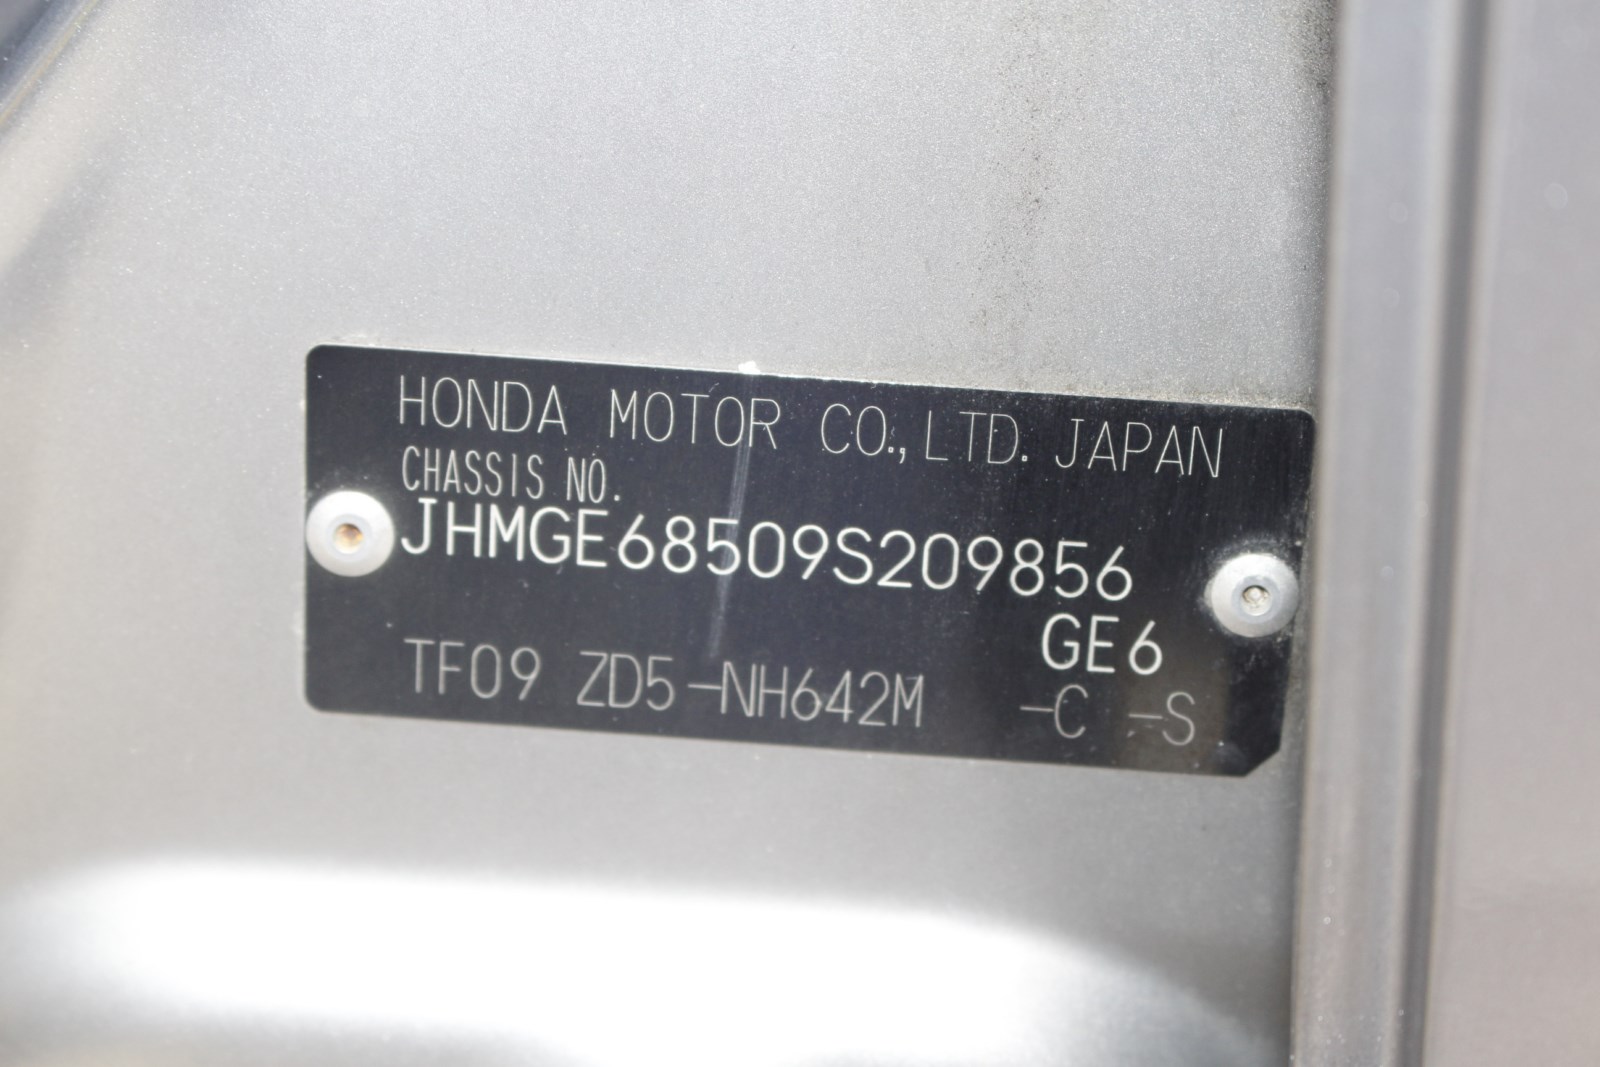 HONDA MOTOR CO., LTD. JAPAN
CHASSIS NO.
JHMGE68509S209856
GE6
TF09 ZD5-NH642M -C -S